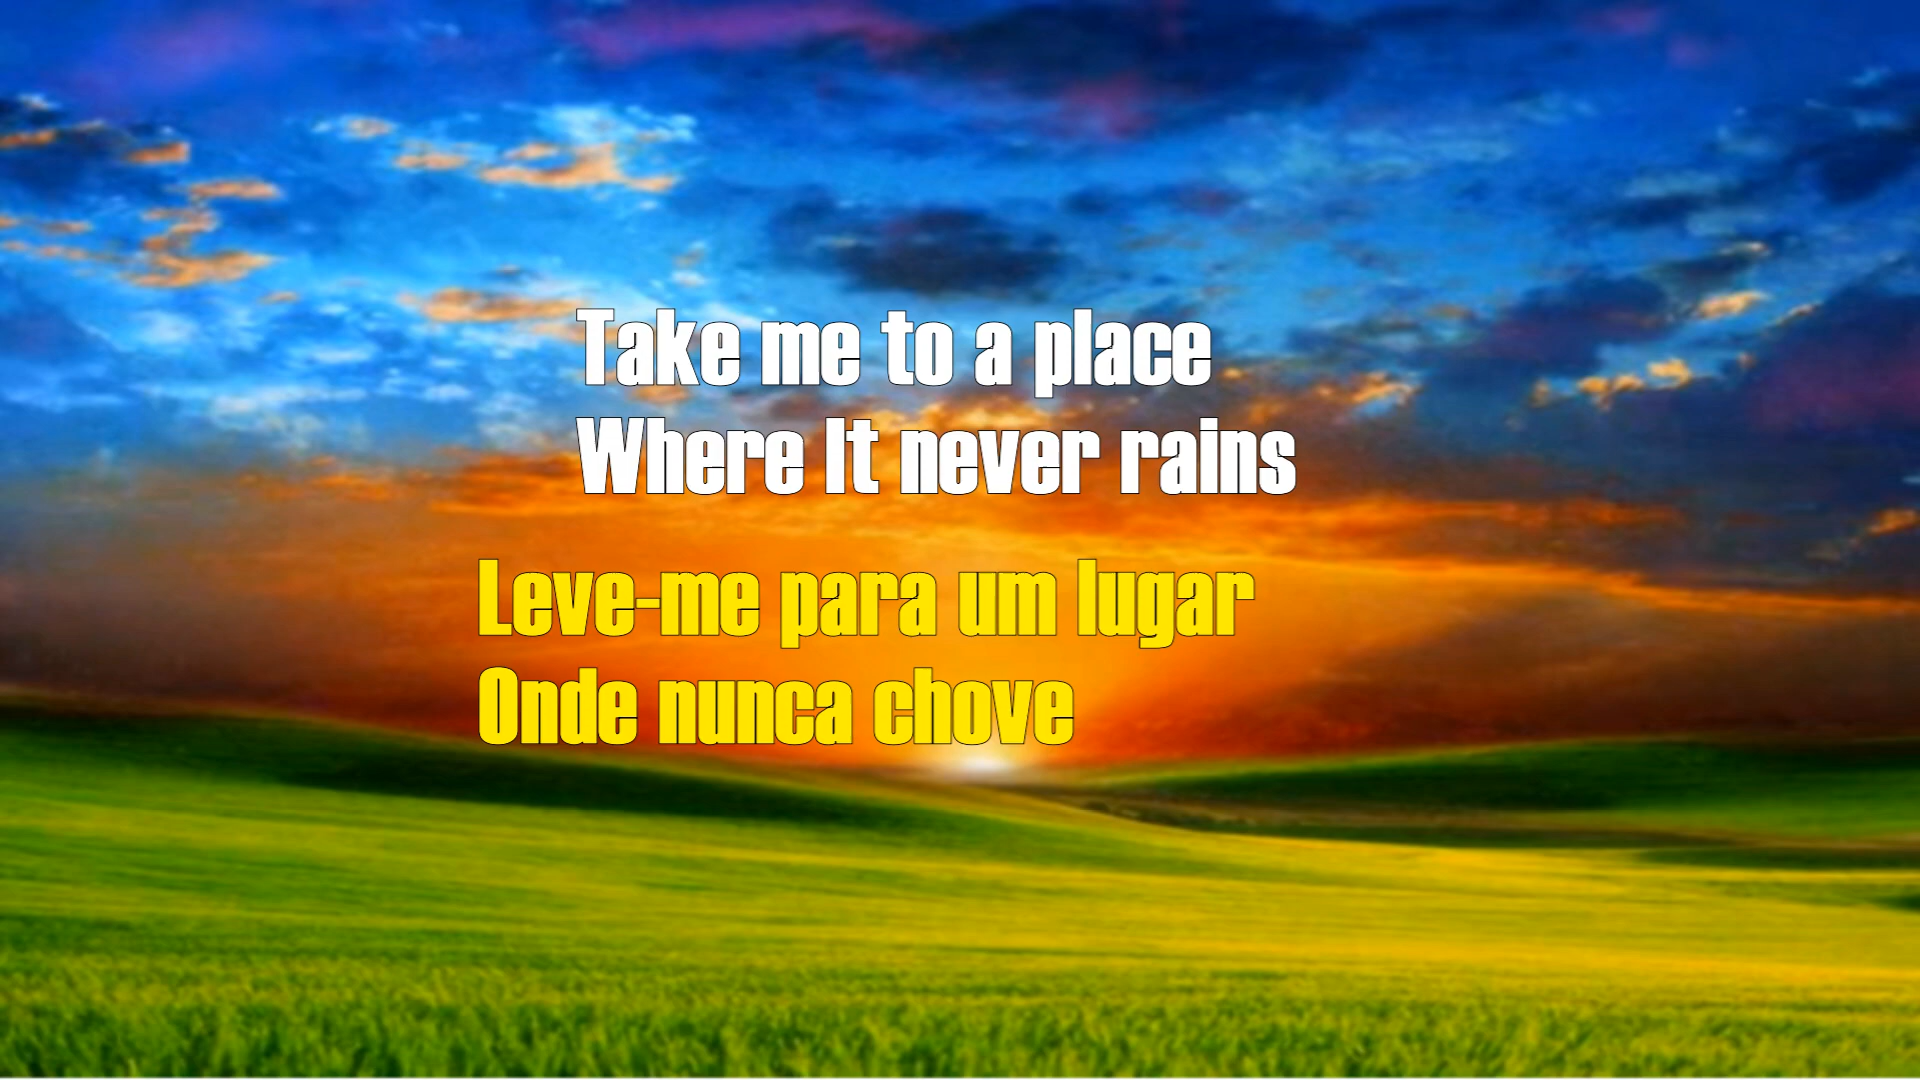 Take me to a place
Where It never rains
Leve-me para um lugar
Onde nunca chove